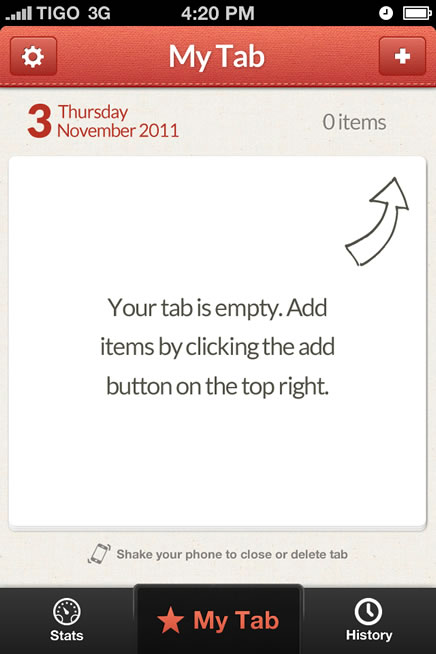 TIGO 3G 4:20 PM
My Tab
3 Thursday
November 2011
0 items
Your tab is empty. Add
items by clicking the add
button on the top right.
Shake your phone to close or delete tab
Stats
My Tab
History